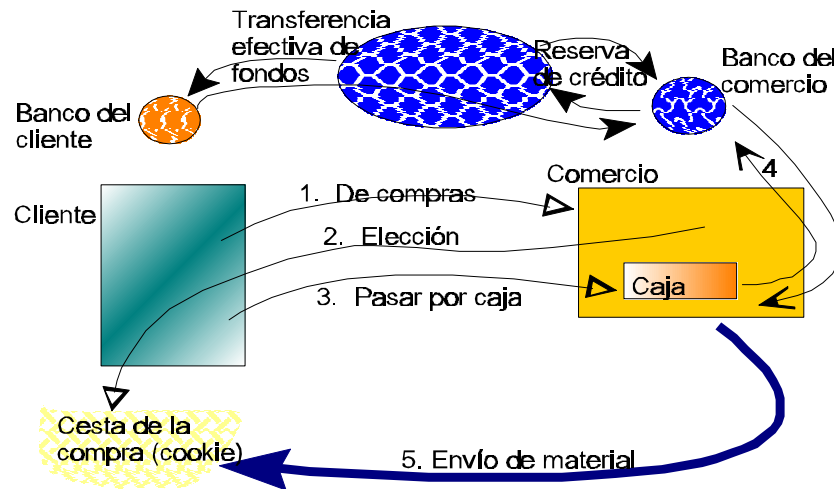 Transferencia
efectiva de
fondos
Reserva
de crédito
Banco del
comercio
Banco del
cliente
Cliente
1. De compras
Comercio
4
2. Elección
3. Pasar por caja
Caja
Cesta de la
compra (cookie)
5. Envío de material